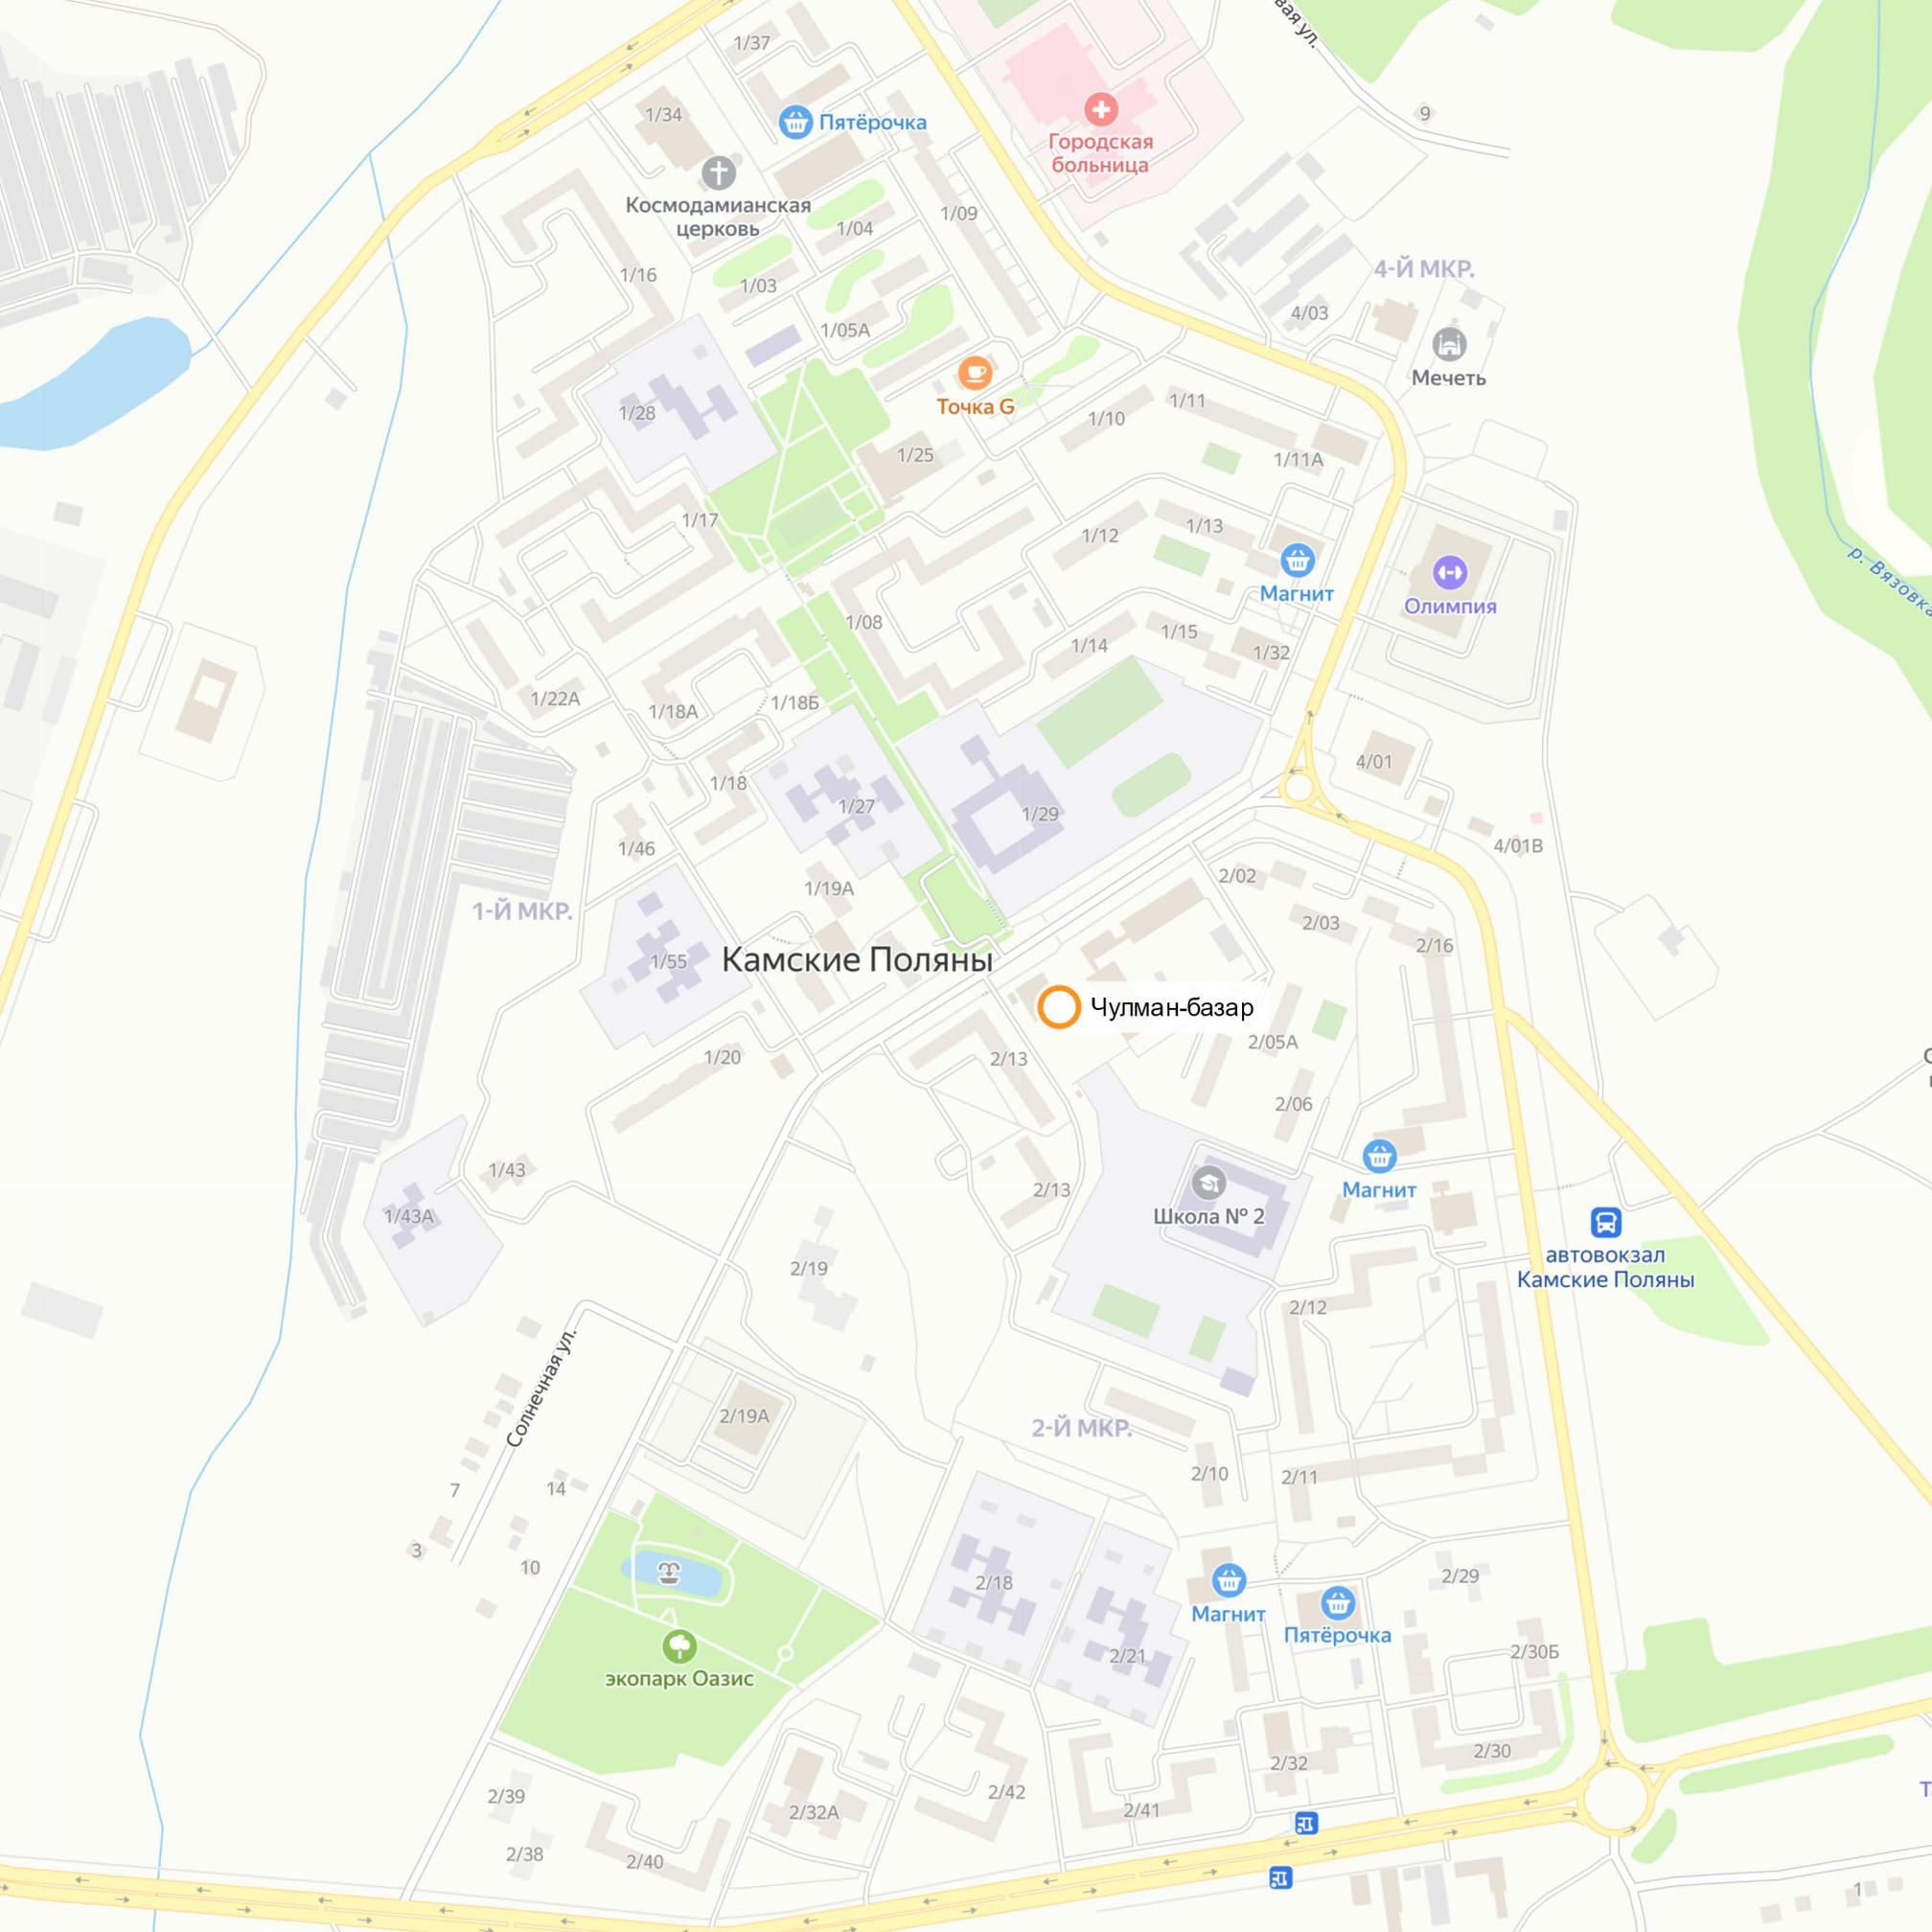 1/37
вая ул.
1/34
Пятёрочка
Городская
больница
9
Космодамианская
церковь
1/04
1/09
1/16
1/03
4-Й МКР.
1/05А
4/03
Мечеть
1/28
Точка G
1/10
1/11
1/25
1/11А
1/17
1/12
1/13
Магнит
Олимпия
р. Вязовка
1/08
1/14
1/15
1/32
1/22А
1/18А
1/18Б
1/18
1/27
1/29
4/01
1/46
4/01В
1/19А
2/02
1-Й МКР.
2/03
2/16
1/55
Камские Поляны
Чулман-базар
1/20
2/13
2/05А
2/06
1/43
2/13
Магнит
1/43А
Школа № 2
2/19
автовокзал
Камские Поляны
2/12
Солнечная ул.
2/19А
2-Й МКР.
7
14
2/10
2/11
3
10
2/18
2/29
Магнит
Пятёрочка
2/21
2/30Б
экопарк Оазис
2/39
2/32А
2/42
2/41
2/32
2/30
2/38
2/40
1